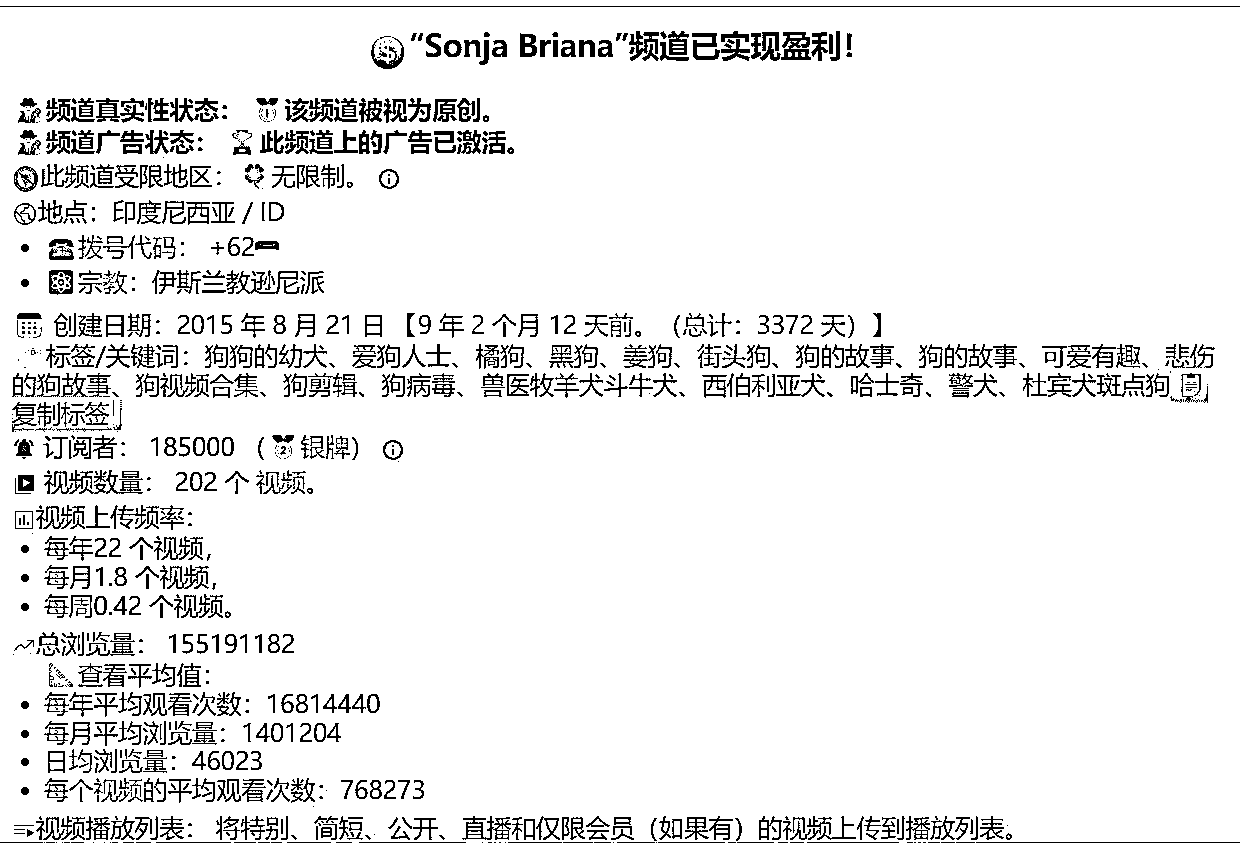 “Sonja Briana”频道已实现盈利！
频道真实性状态： 该频道被视为原创。
频道广告状态： 此频道上的广告已激活。
此频道受限地区： 无限制。
地点：印度尼西亚 / ID
• 拨号代码： +62
• 宗教：伊斯兰教逊尼派
创建日期：2015 年 8 月 21 日 【9 年 2 个月 12 天前。（总计：3372 天）】
标签/关键词：狗狗的幼犬、爱狗人士、橘狗、黑狗、姜狗、街头狗、狗的故事、狗的故事、可爱有趣、悲伤
的狗故事、狗视频合集、狗剪辑、狗病毒、兽医牧羊犬斗牛犬、西伯利亚犬、哈士奇、警犬、杜宾犬斑点狗
复制标签
订阅者： 185000 （ 银牌）
视频数量： 202 个 视频。
视频上传频率：
• 每年22 个视频，
• 每月1.8 个视频，
• 每周0.42 个视频。
总浏览量： 155191182
查看平均值：
• 每年平均观看次数：16814440
• 每月平均浏览量：1401204
• 日均浏览量：46023
• 每个视频的平均观看次数：768273
视频播放列表： 将特别、简短、公开、直播和仅限会员（如果有）的视频上传到播放列表。